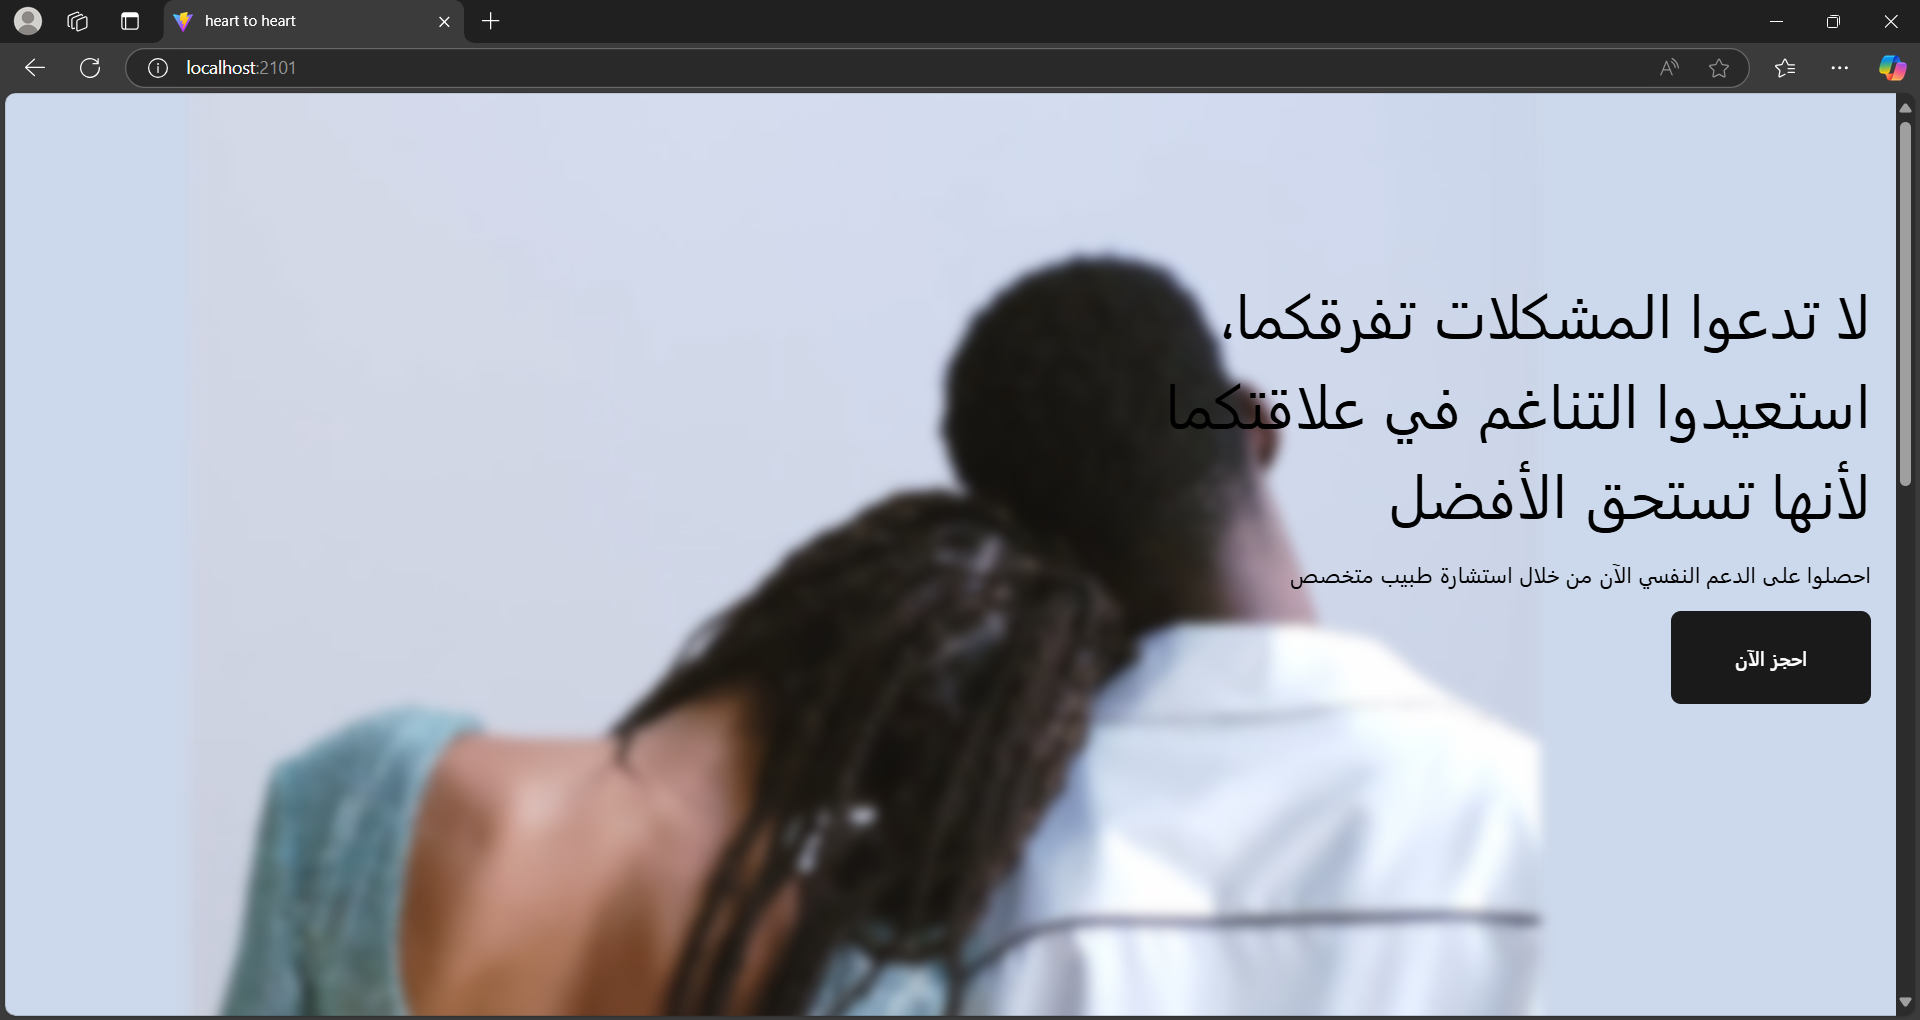 heart to heart
localhost:2101
لا تدعوا المشكلات تفرقكما،
استعيدوا التناغم في علاقتكما
لأنها تستحق الأفضل
احصلوا على الدعم النفسي الآن من خلال استشارة طبيب متخصص
احجز الآن